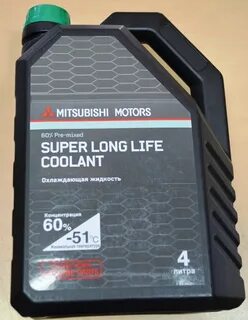 MITSUBISHI MOTORS
60% Pre-mixed
SUPER LONG LIFE
COOLANT
Охлаждающая жидкость
Концентрация
60%
-51°C
4
литра